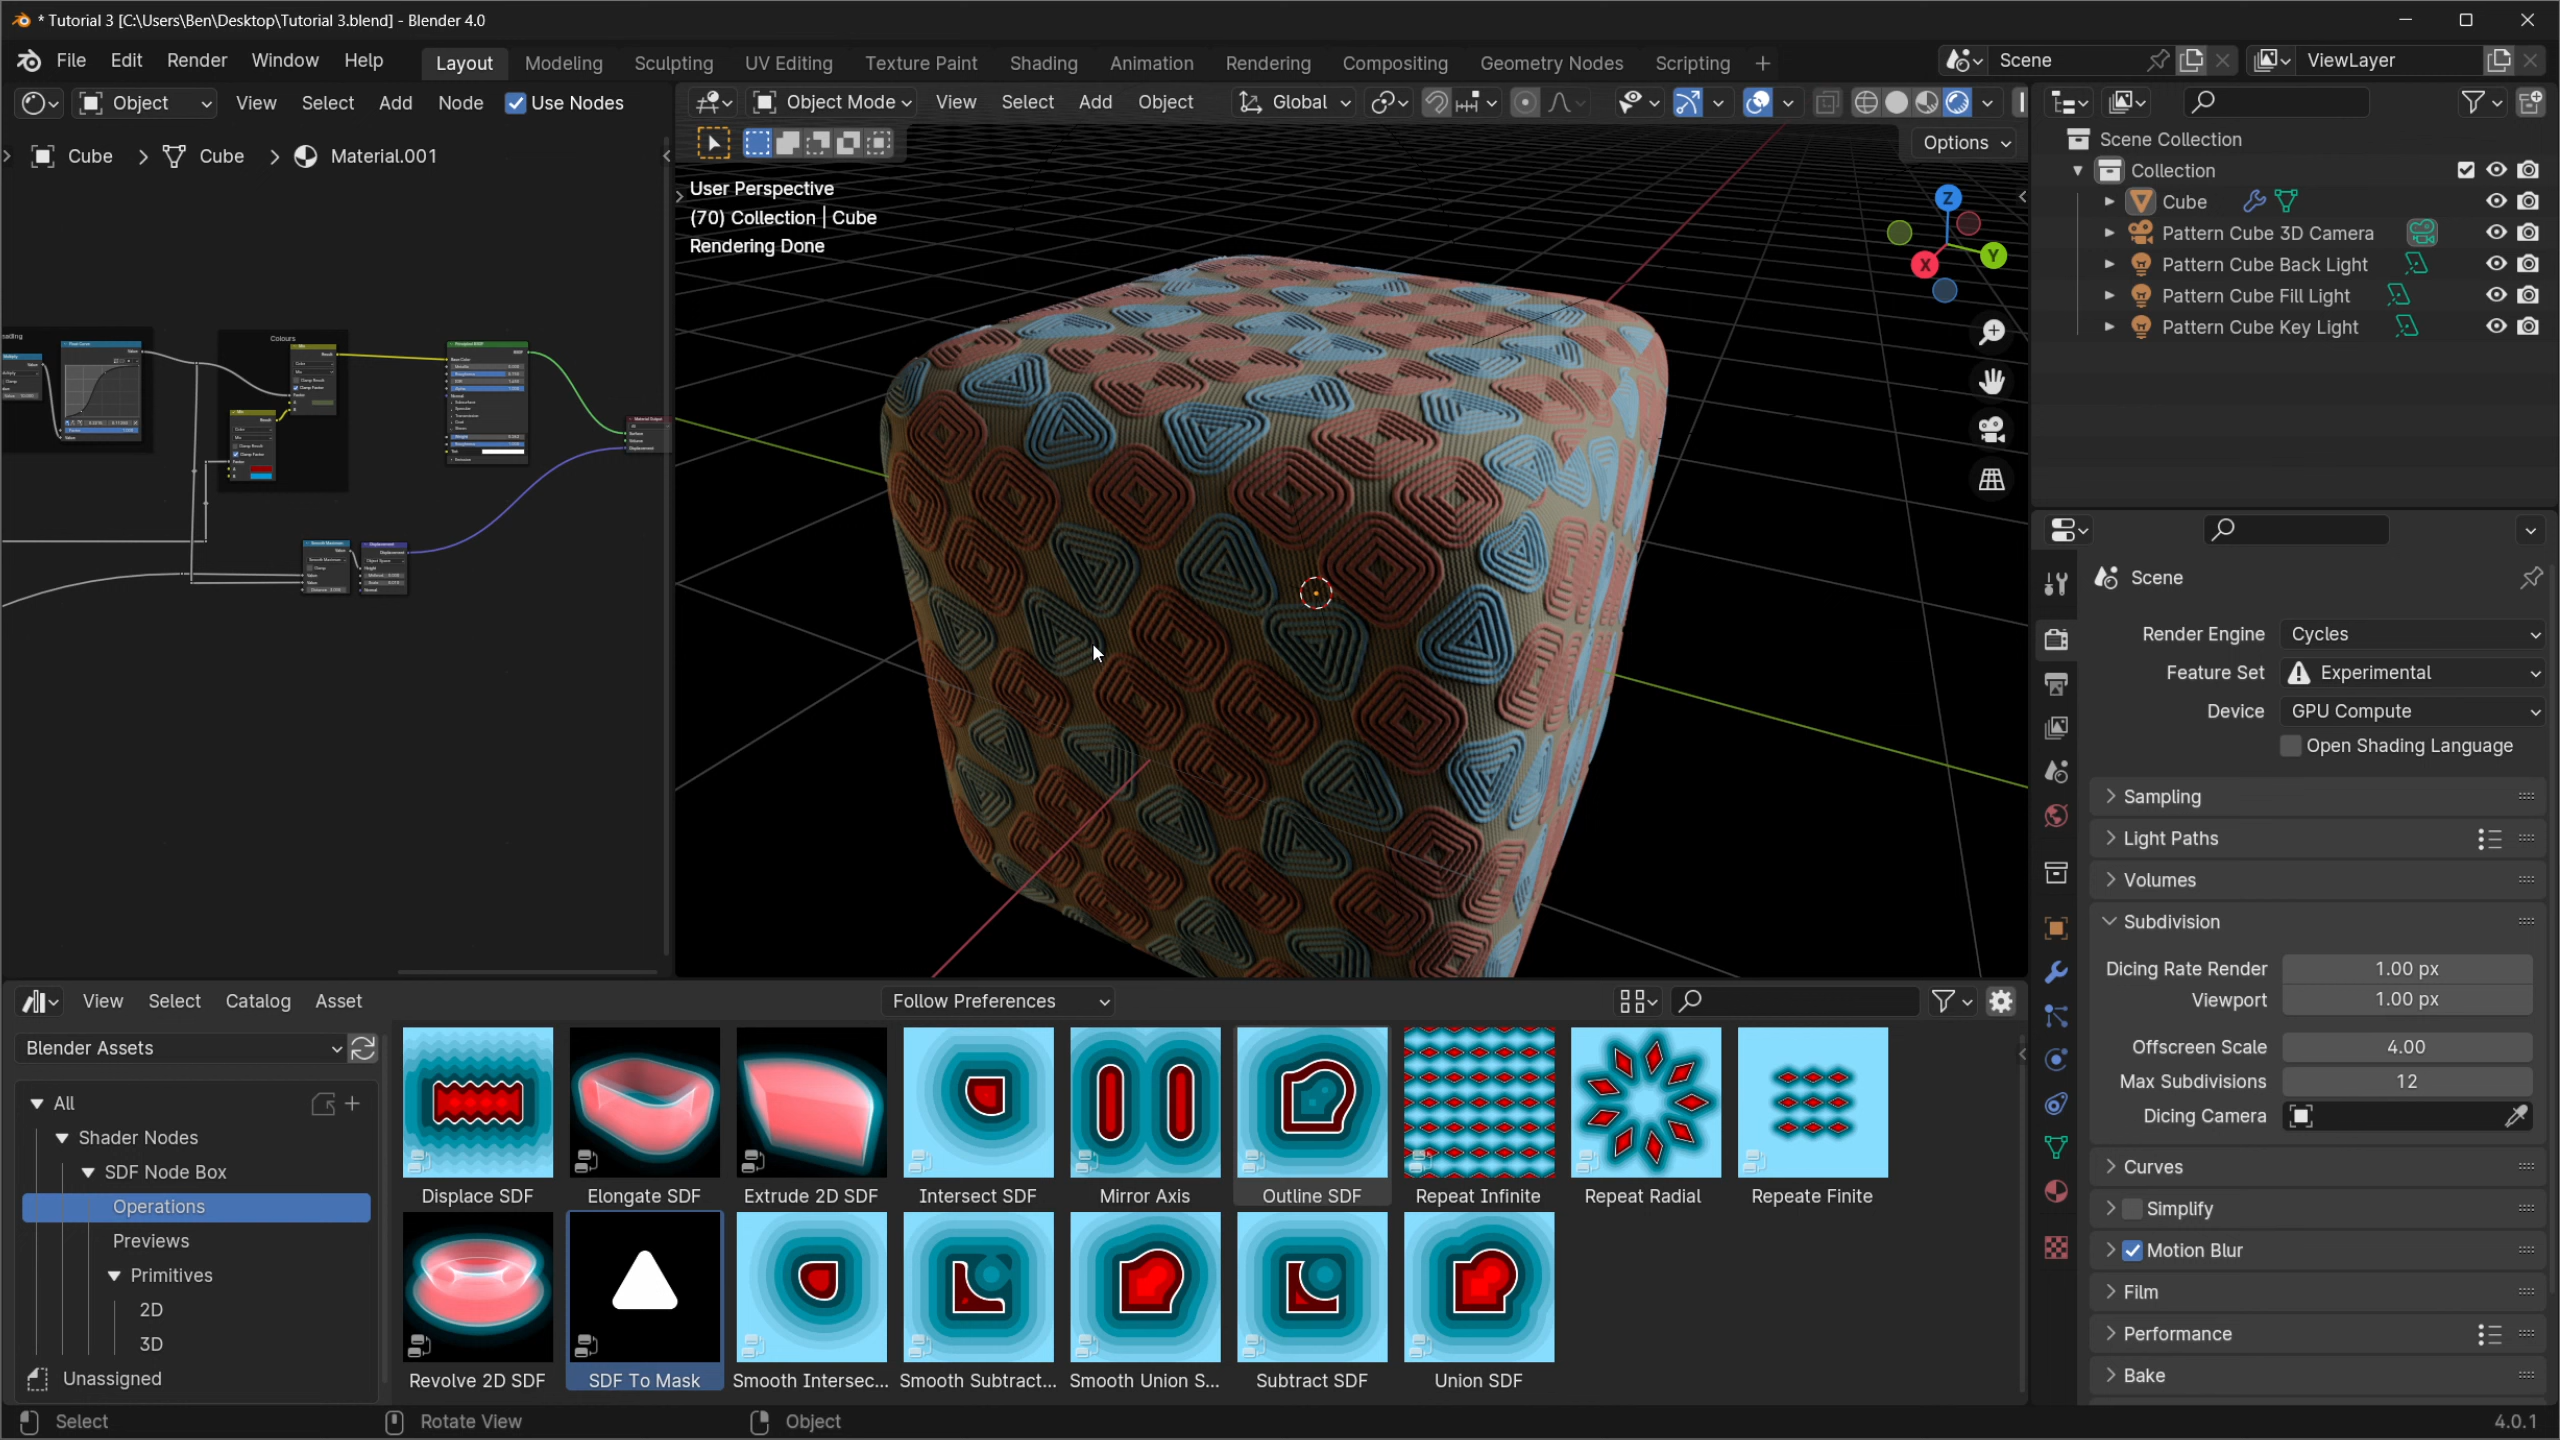 * Tutorial 3 [C:\Users\Ben\Desktop\Tutorial 3.blend] - Blender 4.0
File Edit Render Window Help Layout Modeling Sculpting UV Editing Texture Paint Shading Animation Rendering Compositing Geometry Nodes Scripting + Scene ViewLayer
Object View Select Add Node Use Nodes
Object Mode View Select Add Object Global
Cube > Cube > Material.001
Options
User Perspective
(70) Collection | Cube
Rendering Done
Z
Y
X
Scene Collection
Collection
Cube
Pattern Cube 3D Camera
Pattern Cube Back Light
Pattern Cube Fill Light
Pattern Cube Key Light
Colours
Scene
Render Engine Cycles
Feature Set Experimental
Device GPU Compute
Open Shading Language
Sampling
Light Paths
Volumes
Subdivision
Dicing Rate Render 1.00 px
Viewport 1.00 px
Offscreen Scale 4.00
Max Subdivisions 12
Dicing Camera
Curves
Simplify
Motion Blur
Film
Performance
Bake
View Select Catalog Asset Follow Preferences
Blender Assets
All
Shader Nodes
SDF Node Box
Operations
Previews
Primitives
2D
3D
Unassigned
Displace SDF Elongate SDF Extrude 2D SDF Intersect SDF Mirror Axis Outline SDF Repeat Infinite Repeat Radial Repeate Finite
Revolve 2D SDF SDF To Mask Smooth Intersec... Smooth Subtract... Smooth Union S... Subtract SDF Union SDF
Select Rotate View Object 4.0.1